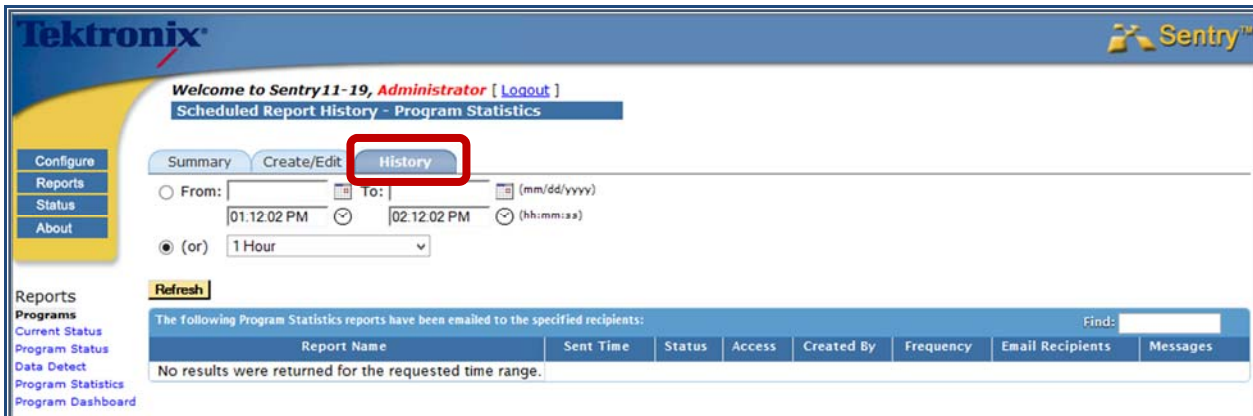 Tektronix
Sentry™
Welcome to Sentry11-19, Administrator [ Logout ]
Scheduled Report History - Program Statistics
Configure
Reports
Status
About
Summary
Create/Edit
History
From:
To:
(mm/dd/yyyy)
01:12:02 PM
02:12:02 PM
(hh:mm:ss)
(or)
1 Hour
Refresh
Reports
Programs
Current Status
Program Status
Data Detect
Program Statistics
Program Dashboard
The following Program Statistics reports have been emailed to the specified recipients:
Find:
Report Name
Sent Time
Status
Access
Created By
Frequency
Email Recipients
Messages
No results were returned for the requested time range.